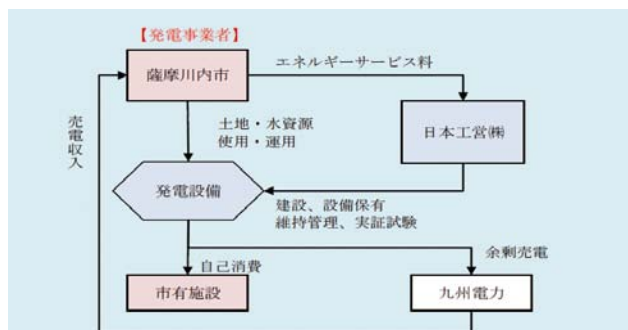 【発電事業者】
薩摩川内市
エネルギーサービス料
売電収入
土地・水資源
使用・運用
日本工営㈱
発電設備
建設、設備保有
維持管理、実証試験
余剰売電
自己消費
市有施設
九州電力